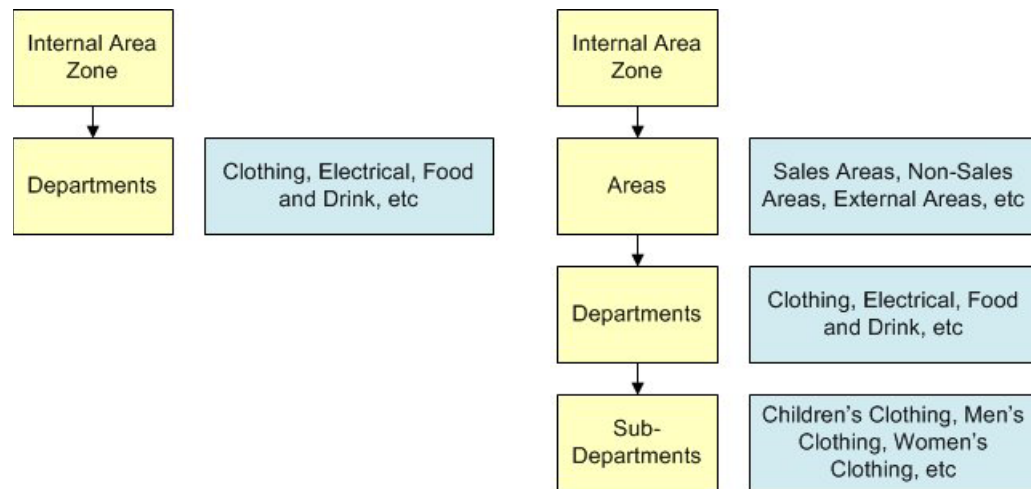 Internal Area
Zone
Departments
Clothing, Electrical, Food
and Drink, etc
Internal Area
Zone
Areas
Sales Areas, Non-Sales
Areas, External Areas, etc
Departments
Clothing, Electrical, Food
and Drink, etc
Sub-
Departments
Children's Clothing, Men's
Clothing, Women's
Clothing, etc